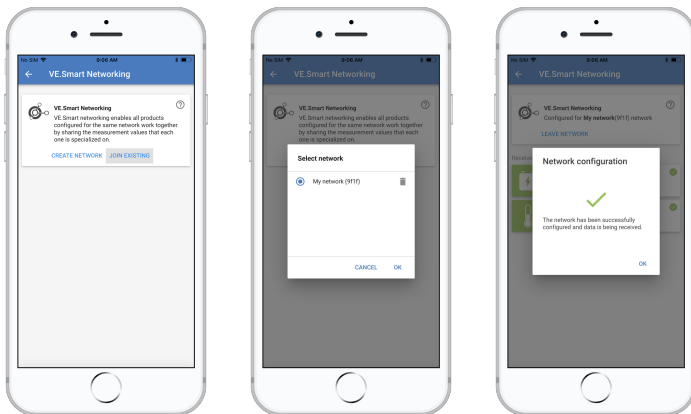 No SIM 9:06 AM
VE.Smart Networking
VE.Smart Networking
VE.Smart networking enables all products
configured for the same network work together
by sharing the measurement values that each
one is specialized on.
CREATE NETWORK JOIN EXISTING
No SIM 9:06 AM
VE.Smart Networking
VE.Smart Networking
VE.Smart networking enables all products
configured for the same network work together
by sharing the measurement values that each
one is specialized on.
Select network
My network (9f1f)
CANCEL OK
No SIM 9:06 AM
VE.Smart Networking
VE.Smart Networking
Configured for My network(9f1f) network
LEAVE NETWORK
Network configuration
The network has been successfully
configured and data is being received.
OK